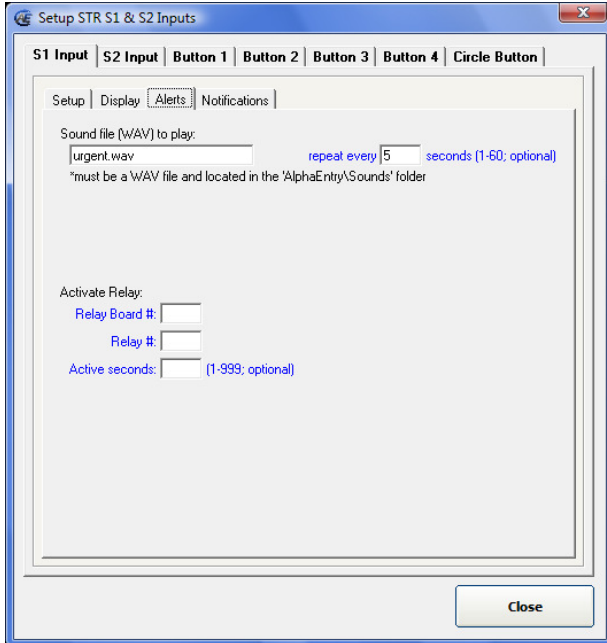 Setup STR S1 & S2 Inputs
S1 Input S2 Input Button 1 Button 2 Button 3 Button 4 Circle Button
Setup Display Alerts Notifications
Sound file (WAV) to play:
urgent.wav repeat every 5 seconds (1-60; optional)
*must be a WAV file and located in the 'AlphaEntry\Sounds' folder
Activate Relay:
Relay Board #:
Relay #:
Active seconds: (1-999; optional)
Close